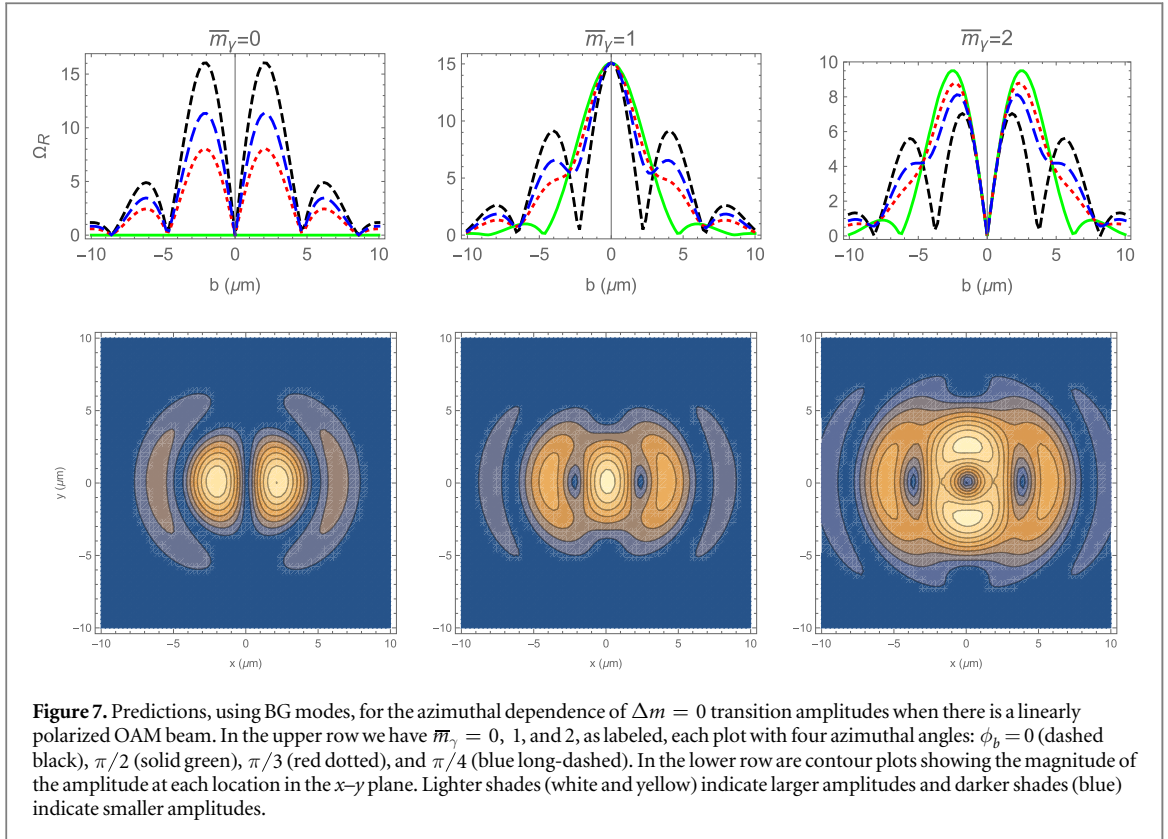 m̅_γ=0
15
10
5
0
Ω_R
−10 −5 0 5 10
b (μm)
m̅_γ=1
15
10
5
0
−10 −5 0 5 10
b (μm)
m̅_γ=2
10
8
6
4
2
0
−10 −5 0 5 10
b (μm)
10
5
0
−5
−10
y (μm)
−10 −5 0 5 10
x (μm)
10
5
0
−5
−10
−10 −5 0 5 10
x (μm)
10
5
0
−5
−10
−10 −5 0 5 10
x (μm)
Figure 7. Predictions, using BG modes, for the azimuthal dependence of Δm = 0 transition amplitudes when there is a linearly
polarized OAM beam. In the upper row we have m̅_γ = 0, 1, and 2, as labeled, each plot with four azimuthal angles: ϕ_b = 0 (dashed
black), π/2 (solid green), π/3 (red dotted), and π/4 (blue long-dashed). In the lower row are contour plots showing the magnitude of
the amplitude at each location in the x–y plane. Lighter shades (white and yellow) indicate larger amplitudes and darker shades (blue)
indicate smaller amplitudes.